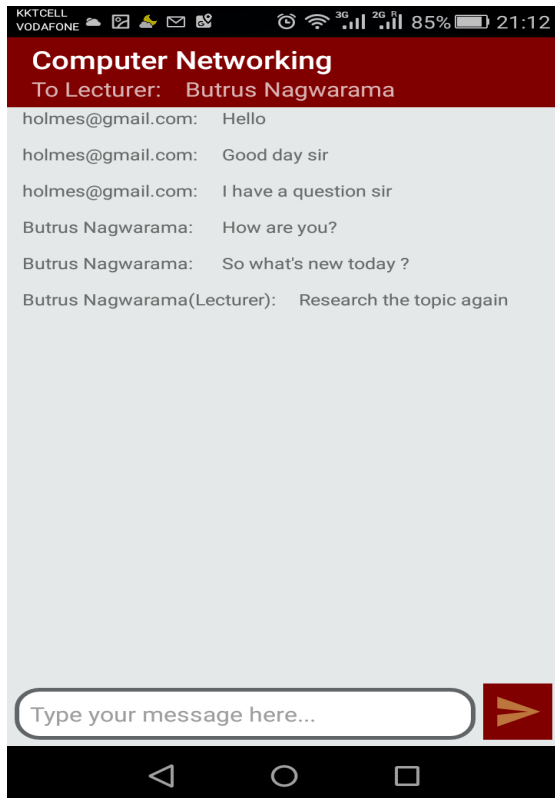 KKTCELL
VODAFONE 3G 2G R 85% 21:12
Computer Networking
To Lecturer: Butrus Nagwarama
holmes@gmail.com: Hello
holmes@gmail.com: Good day sir
holmes@gmail.com: I have a question sir
Butrus Nagwarama: How are you?
Butrus Nagwarama: So what's new today ?
Butrus Nagwarama(Lecturer): Research the topic again
Type your message here...